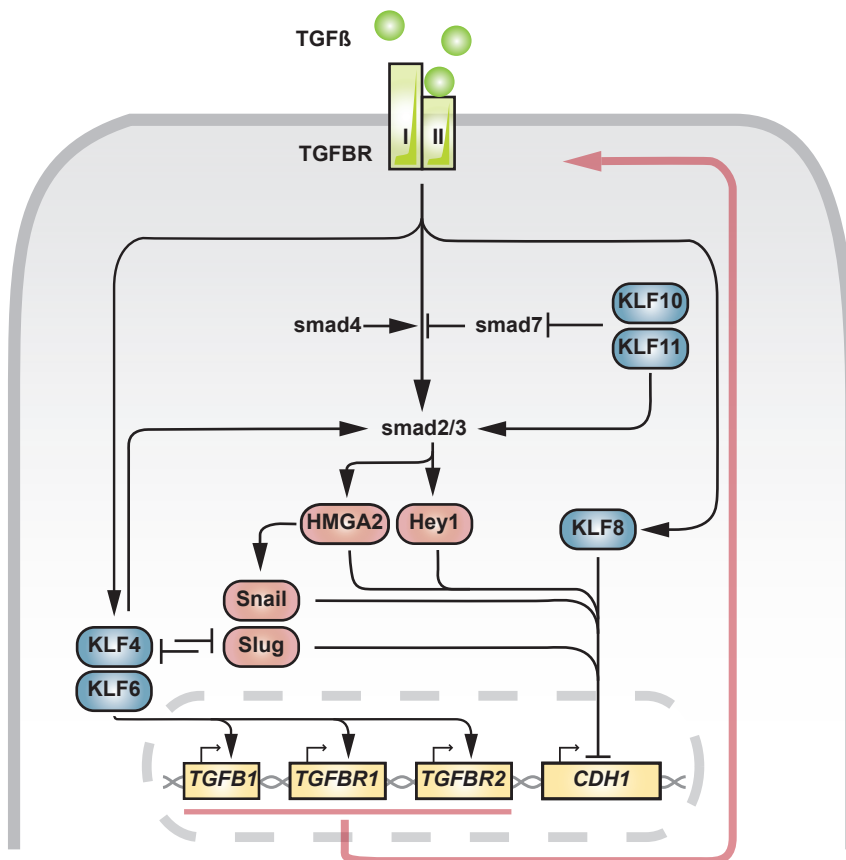 TGFß
I II
TGFBR
KLF10
smad4 smad7
KLF11
smad2/3
HMGA2 Hey1
KLF8
Snail
KLF4 Slug
KLF6
TGFB1 TGFBR1 TGFBR2 CDH1